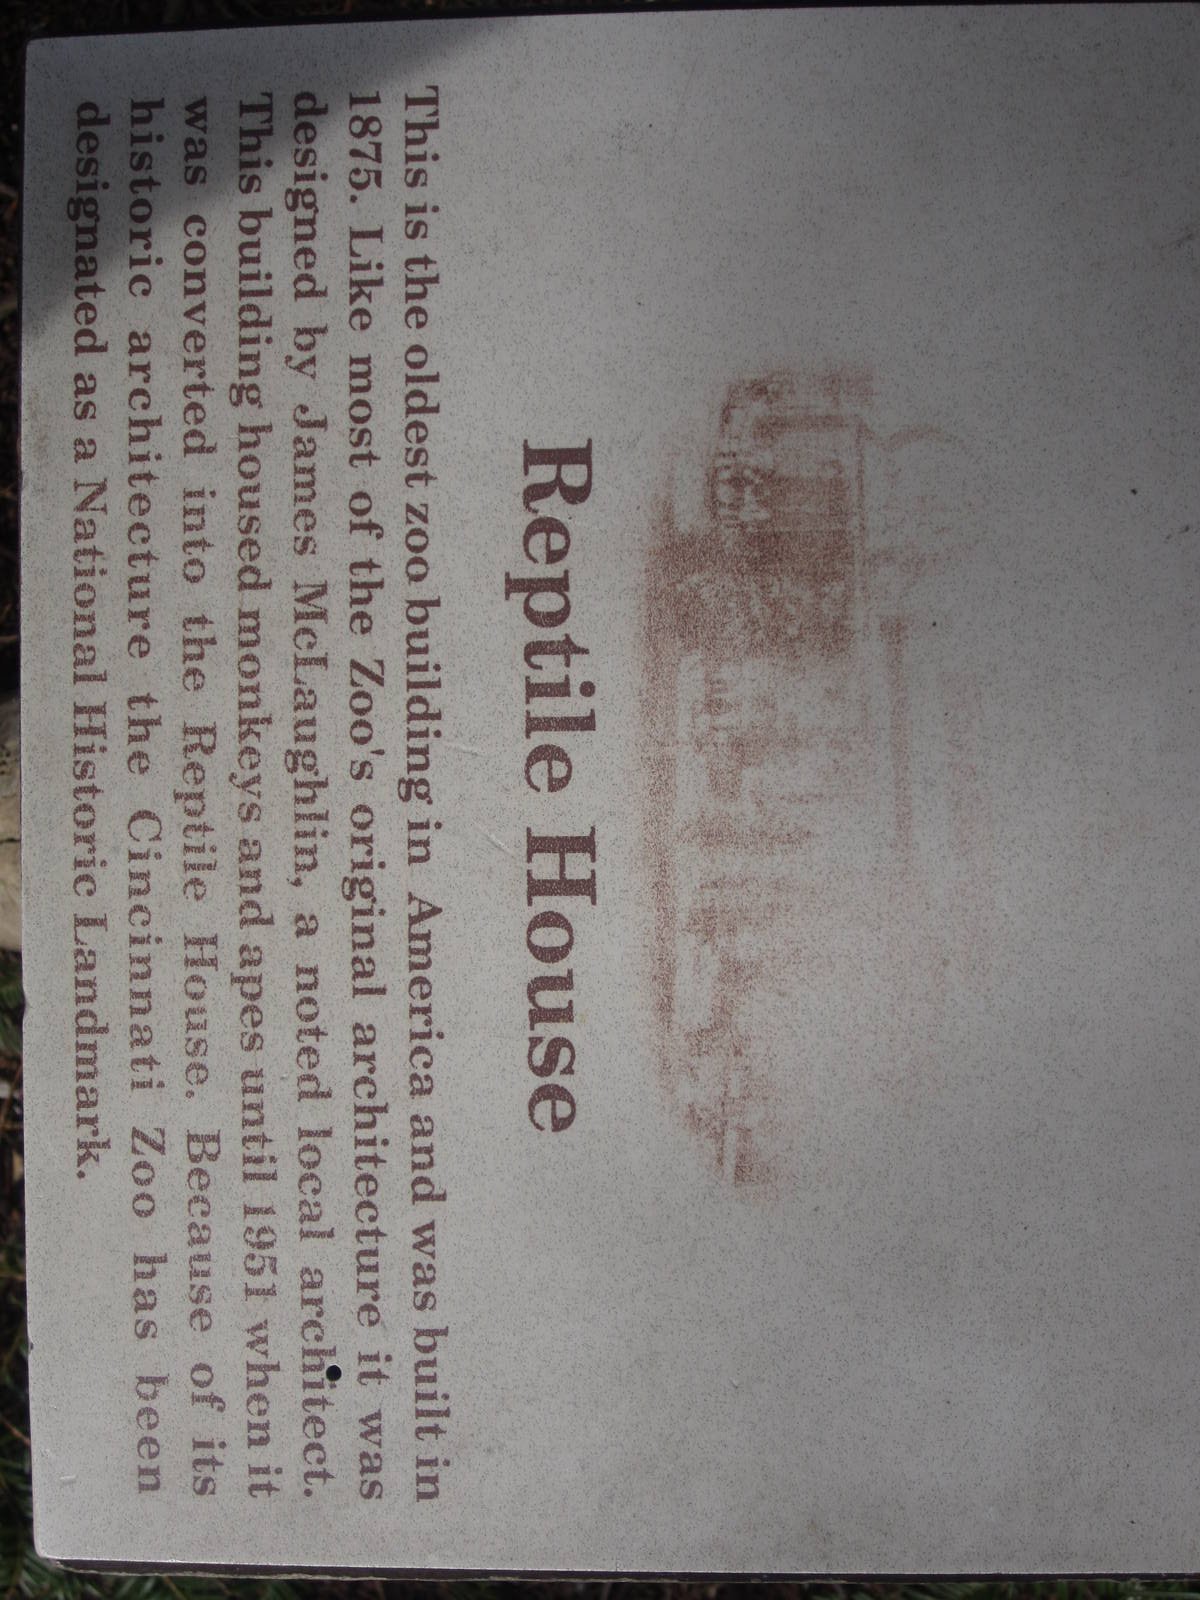 Reptile House
This is the oldest zoo building in America and was built in
1875. Like most of the Zoo's original architecture it was
designed by James McLaughlin, a noted local architect.
This building housed monkeys and apes until 1951 when it
was converted into the Reptile House. Because of its
historic architecture the Cincinnati Zoo has been
designated as a National Historic Landmark.